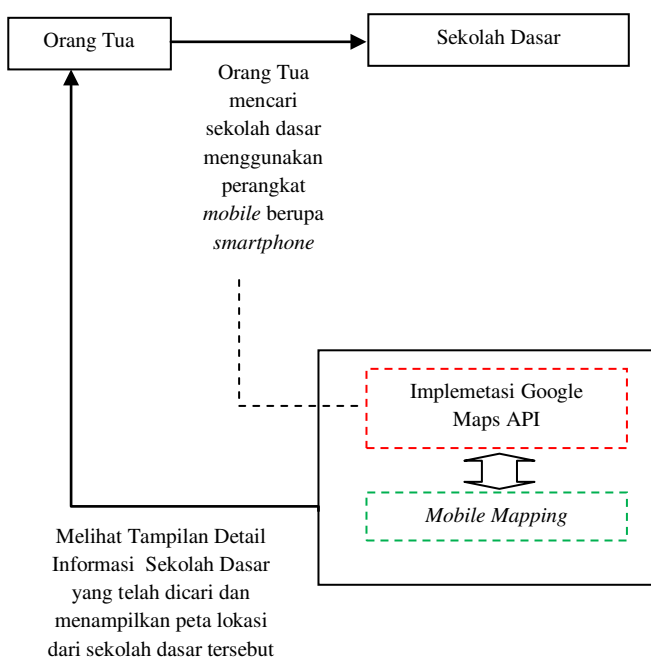 Orang Tua
Sekolah Dasar
Orang Tua
mencari
sekolah dasar
menggunakan
perangkat
mobile berupa
smartphone
Implemetasi Google
Maps API
Mobile Mapping
Melihat Tampilan Detail
Informasi Sekolah Dasar
yang telah dicari dan
menampilkan peta lokasi
dari sekolah dasar tersebut